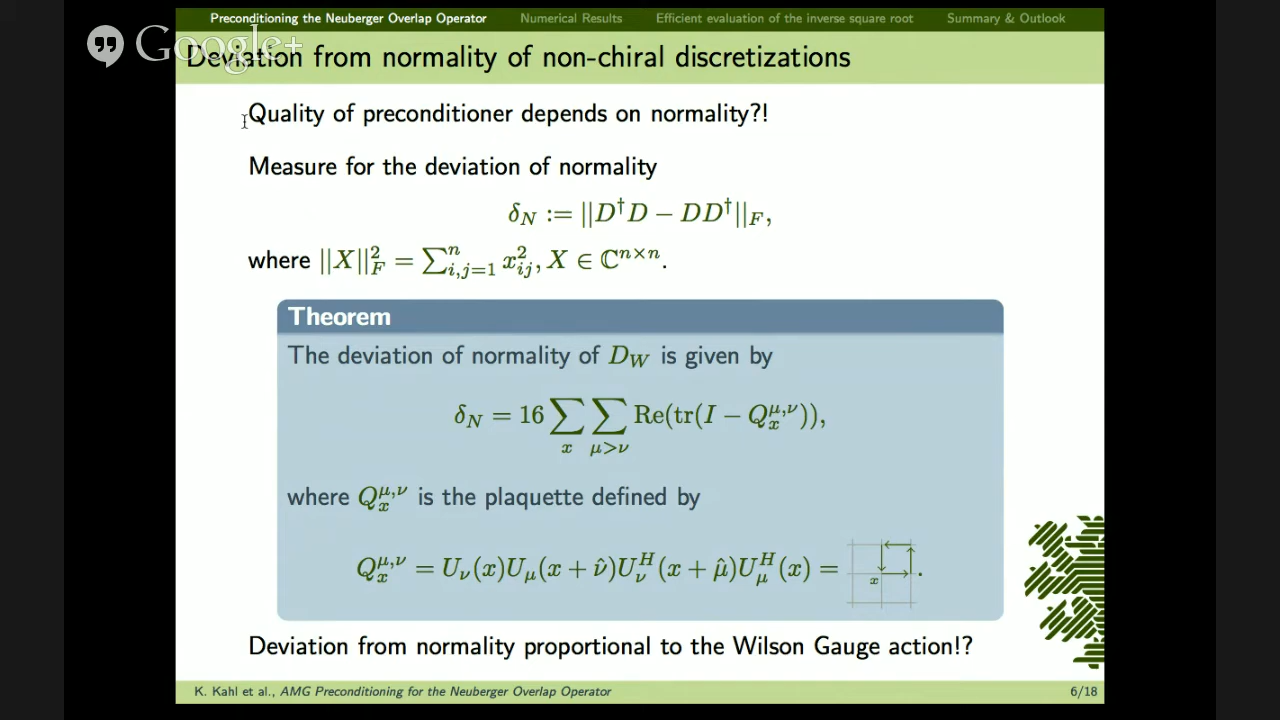 Preconditioning the Neuberger Overlap Operator Numerical Results Efficient evaluation of the inverse square root Summary & Outlook
Google+
Deviation from normality of non-chiral discretizations
Quality of preconditioner depends on normality?!
Measure for the deviation of normality
δ_N := ||D†D − DD†||_F,
where ||X||²_F = ∑ⁿ_{i,j=1} x²_{ij}, X ∈ ℂ^{n×n}.
Theorem
The deviation of normality of D_W is given by
δ_N = 16 ∑_x ∑_{μ>ν} Re(tr(I − Q_x^{μ,ν})),
where Q_x^{μ,ν} is the plaquette defined by
Q_x^{μ,ν} = U_ν(x)U_μ(x + ν̂)U_ν^H(x + μ̂)U_μ^H(x) = x .
Deviation from normality proportional to the Wilson Gauge action!?
K. Kahl et al., AMG Preconditioning for the Neuberger Overlap Operator 6/18